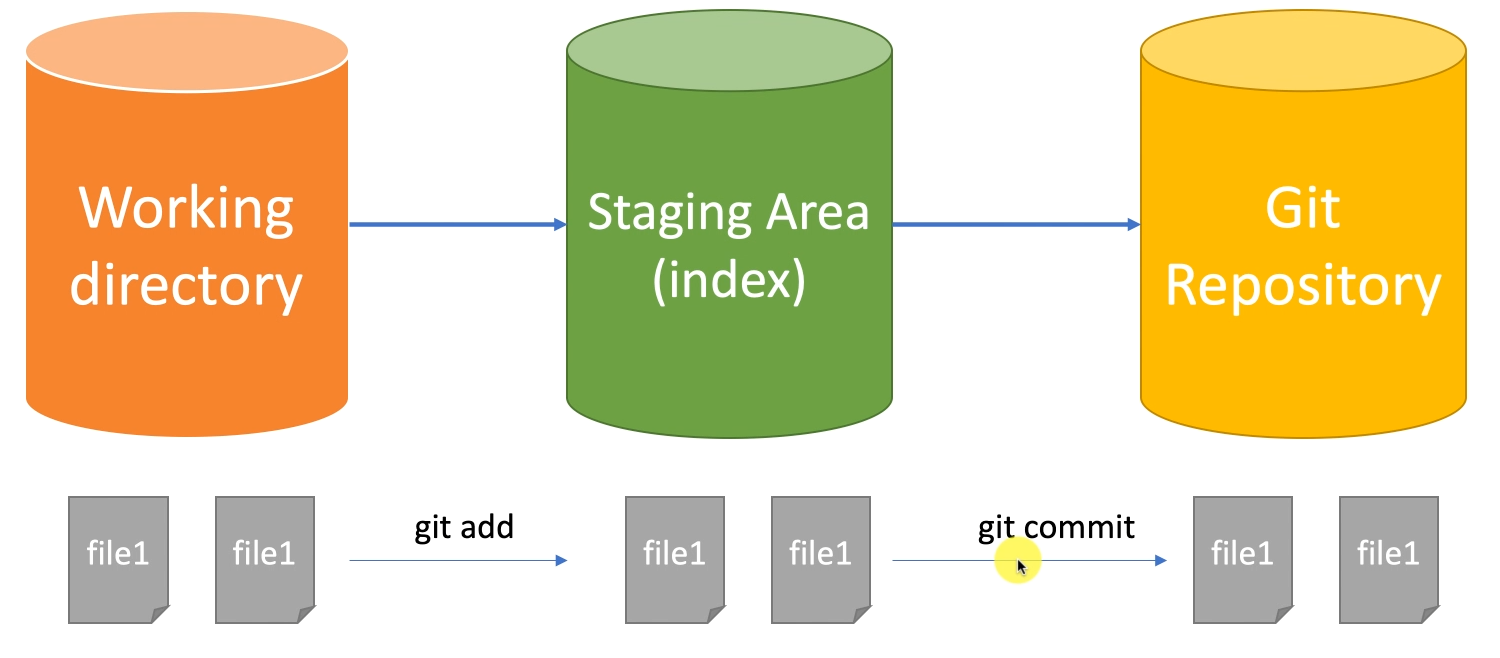 Working
directory
Staging Area
(index)
Git
Repository
file1
file1
git add
file1
file1
git commit
file1
file1